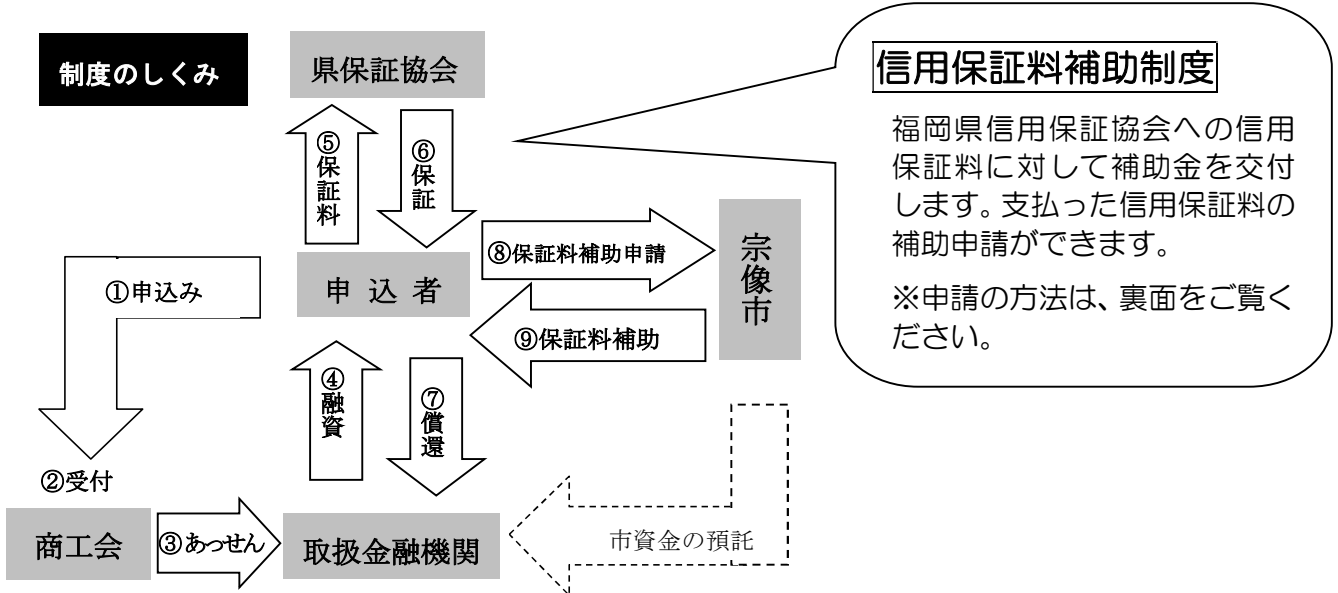 制度のしくみ
県保証協会
信用保証料補助制度
福岡県信用保証協会への信用
保証料に対して補助金を交付
します。支払った信用保証料の
補助申請ができます。
※申請の方法は、裏面をご覧く
ださい。
⑤保証料
⑥保証
⑧保証料補助申請
宗像市
①申込み
申込者
⑨保証料補助
④融資
⑦償還
②受付
商工会
③あっせん
取扱金融機関
市資金の預託